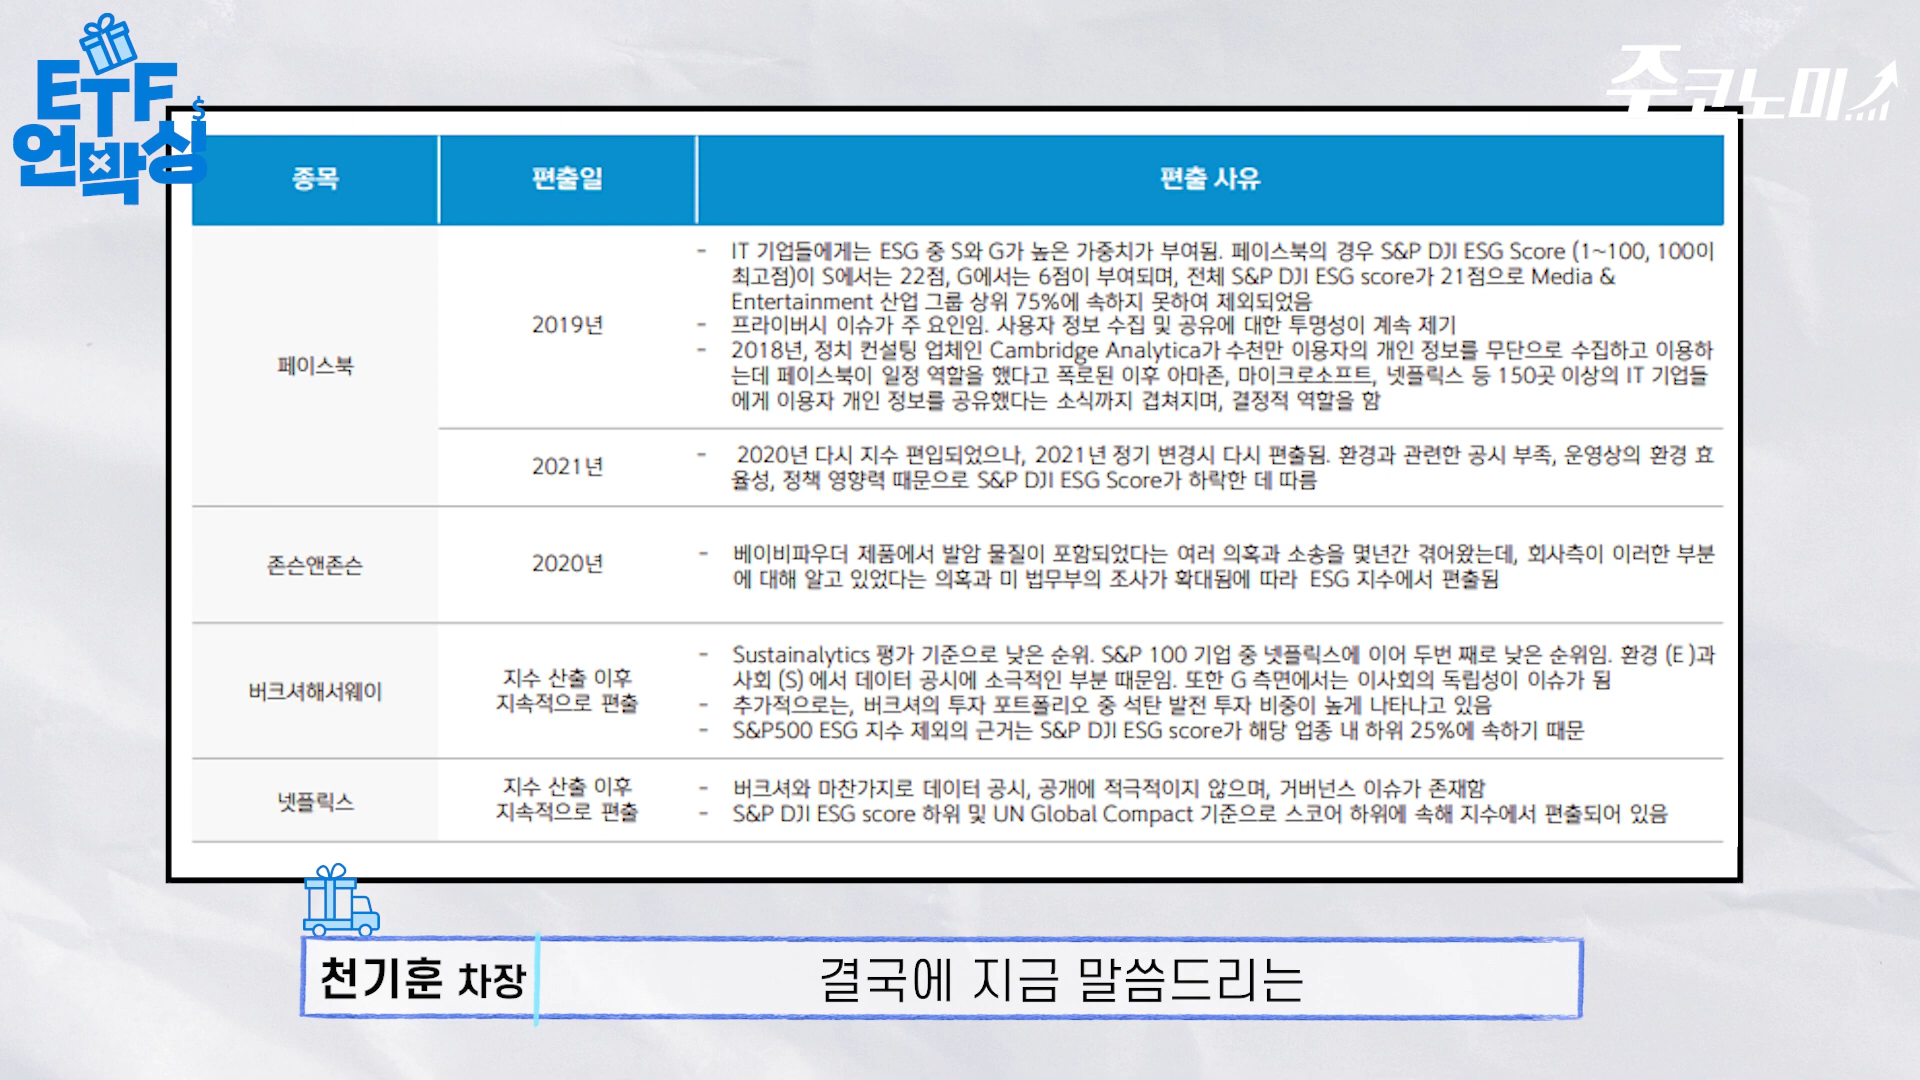 ETF
언박싱
$
주코노미
종목
편출일
편출 사유
페이스북
2019년
- IT 기업들에게는 ESG 중 S와 G가 높은 가중치가 부여됨. 페이스북의 경우 S&P DJI ESG Score (1~100, 100이
최고점)이 S에서는 22점, G에서는 6점이 부여되며, 전체 S&P DJI ESG score가 21점으로 Media &
Entertainment 산업 그룹 상위 75%에 속하지 못하여 제외되었음
- 프라이버시 이슈가 주 요인임. 사용자 정보 수집 및 공유에 대한 투명성이 계속 제기
- 2018년, 정치 컨설팅 업체인 Cambridge Analytica가 수천만 이용자의 개인 정보를 무단으로 수집하고 이용하
는데 페이스북이 일정 역할을 했다고 폭로된 이후 아마존, 마이크로소프트, 넷플릭스 등 150곳 이상의 IT 기업들
에게 이용자 개인 정보를 공유했다는 소식까지 겹쳐지며, 결정적 역할을 함
2021년
- 2020년 다시 지수 편입되었으나, 2021년 정기 변경시 다시 편출됨. 환경과 관련한 공시 부족, 운영상의 환경 효
율성, 정책 영향력 때문으로 S&P DJI ESG Score가 하락한 데 따름
존슨앤존슨
2020년
- 베이비파우더 제품에서 발암 물질이 포함되었다는 여러 의혹과 소송을 몇년간 겪어왔는데, 회사측이 이러한 부분
에 대해 알고 있었다는 의혹과 미 법무부의 조사가 확대됨에 따라 ESG 지수에서 편출됨
버크셔해서웨이
지수 산출 이후
지속적으로 편출
- Sustainalytics 평가 기준으로 낮은 순위. S&P 100 기업 중 넷플릭스에 이어 두번 째로 낮은 순위임. 환경 (E )과
사회 (S) 에서 데이터 공시에 소극적인 부분 때문임. 또한 G 측면에서는 이사회의 독립성이 이슈가 됨
- 추가적으로는, 버크셔의 투자 포트폴리오 중 석탄 발전 투자 비중이 높게 나타나고 있음
- S&P500 ESG 지수 제외의 근거는 S&P DJI ESG score가 해당 업종 내 하위 25%에 속하기 때문
넷플릭스
지수 산출 이후
지속적으로 편출
- 버크셔와 마찬가지로 데이터 공시, 공개에 적극적이지 않으며, 거버넌스 이슈가 존재함
- S&P DJI ESG score 하위 및 UN Global Compact 기준으로 스코어 하위에 속해 지수에서 편출되어 있음
천기훈 차장
결국에 지금 말씀드리는